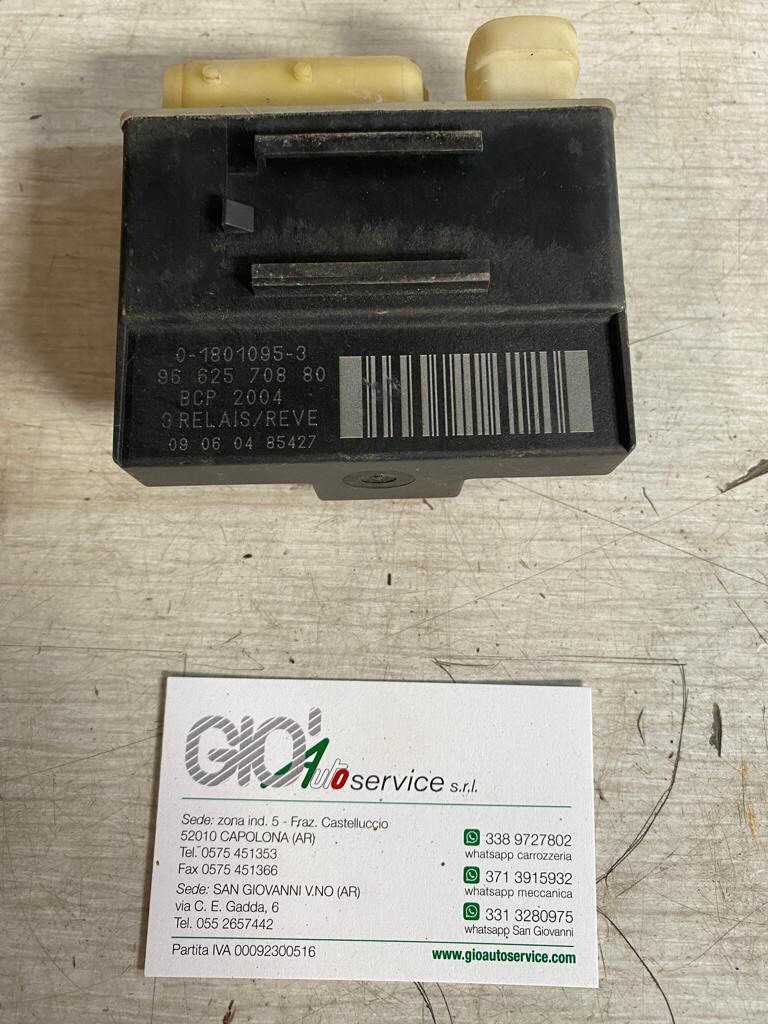 0-1801095-3
96 625 708 80
BCP 2004
3 RELAIS/REVE
09 06 04 85427
GIO' Auto service s.r.l.
Sede: zona ind. 5 - Fraz. Castelluccio
52010 CAPOLONA (AR)
Tel. 0575 451353
Fax 0575 451366
Sede: SAN GIOVANNI V.NO (AR)
via C. E. Gadda, 6
Tel. 055 2657442
338 9727802
whatsapp carrozzeria
371 3915932
whatsapp meccanica
331 3280975
whatsapp San Giovanni
Partita IVA 00092300516
www.gioautoservice.com